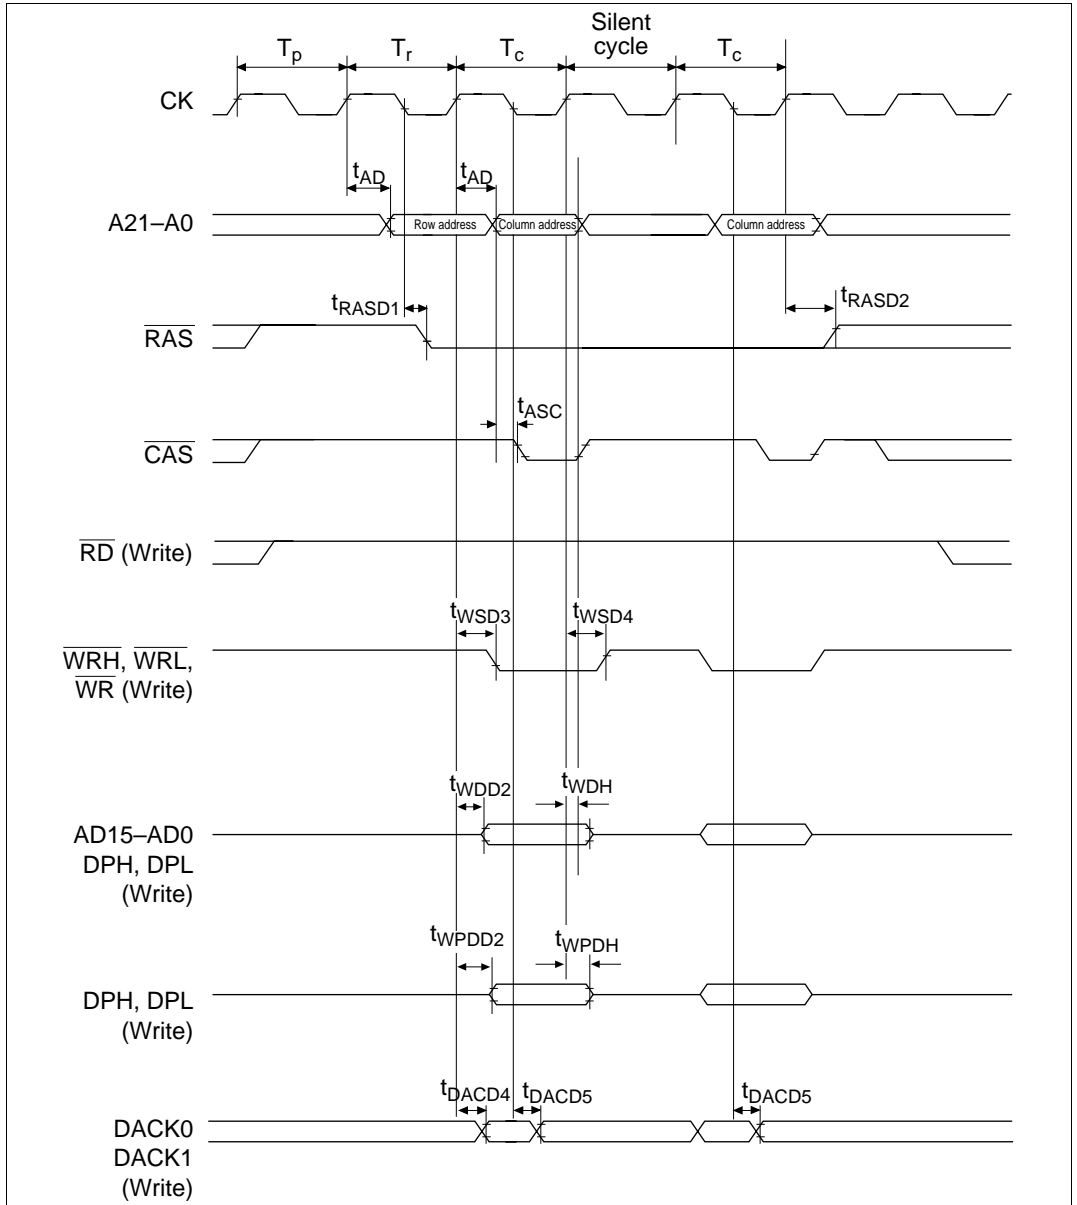 Silent
cycle
Tp Tr Tc Tc
CK
tAD tAD
A21–A0 Row address Column address Column address
tRASD1 tRASD2
RAS
tASC
CAS
RD (Write)
tWSD3 tWSD4
WRH, WRL,
WR (Write)
tWDD2 tWDH
AD15–AD0
DPH, DPL
(Write)
tWPDD2 tWPDH
DPH, DPL
(Write)
tDACD4 tDACD5 tDACD5
DACK0
DACK1
(Write)